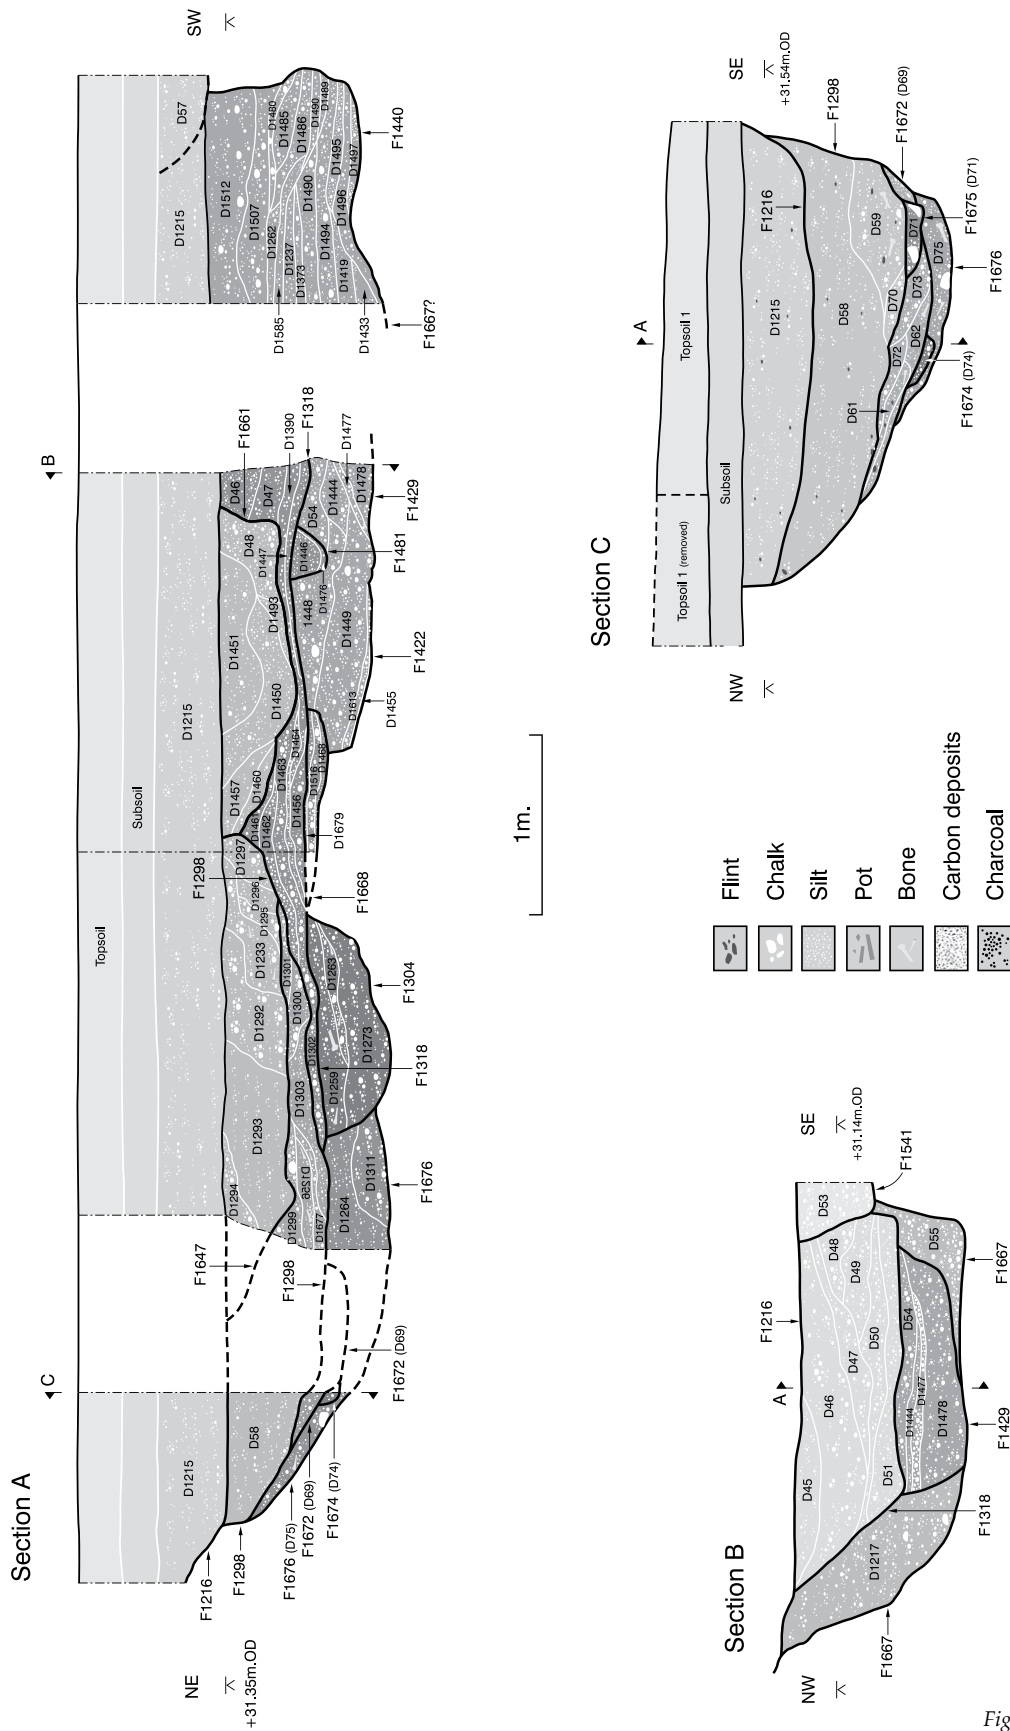 Section A
NE
+31.35m.OD
SW
C
B
Topsoil
Subsoil
D1215
D1215
D1215
D57
F1216
F1298
F1676 (D75)
F1672 (D69)
F1674 (D74)
D58
F1672 (D69)
F1298
F1647
D1294
D1293
D1292
D1233
D1295
D1296
D1297
F1298
D1299
D1677
D1303
D1302
D1300
D1301
D1264
D1311
F1676
D1259
D1273
D1263
F1318
F1304
F1668
D1679
D1457
D1460
D1461
D1462
D1463
D1464
D1456
D1516
D1468
D1451
D1450
D1493
D1447
D48
D46
D47
F1661
D1390
F1318
D1477
D54
D1444
D1446
D1476
D1478
1448
D1449
D1613
D1455
F1422
F1481
F1429
D1512
D1507
D1262
D1237
D1373
D1585
D1480
D1485
D1486
D1490
D1489
D1490
D1494
D1495
D1496
D1497
D1419
D1433
F1440
F1667?
1m.
Section B
NW
SE
+31.14m.OD
A
F1216
F1541
D53
D45
D46
D47
D48
D49
D50
D51
D54
D55
D1444
D1477
D1478
D1217
F1667
F1318
F1429
F1667
Flint
Chalk
Silt
Pot
Bone
Carbon deposits
Charcoal
Section C
NW
SE
+31.54m.OD
A
Topsoil 1 (removed)
Topsoil 1
Subsoil
D1215
F1216
F1298
D58
D59
D61
D72
D70
D62
D73
D71
D75
F1672 (D69)
F1675 (D71)
F1674 (D74)
F1676
Fig